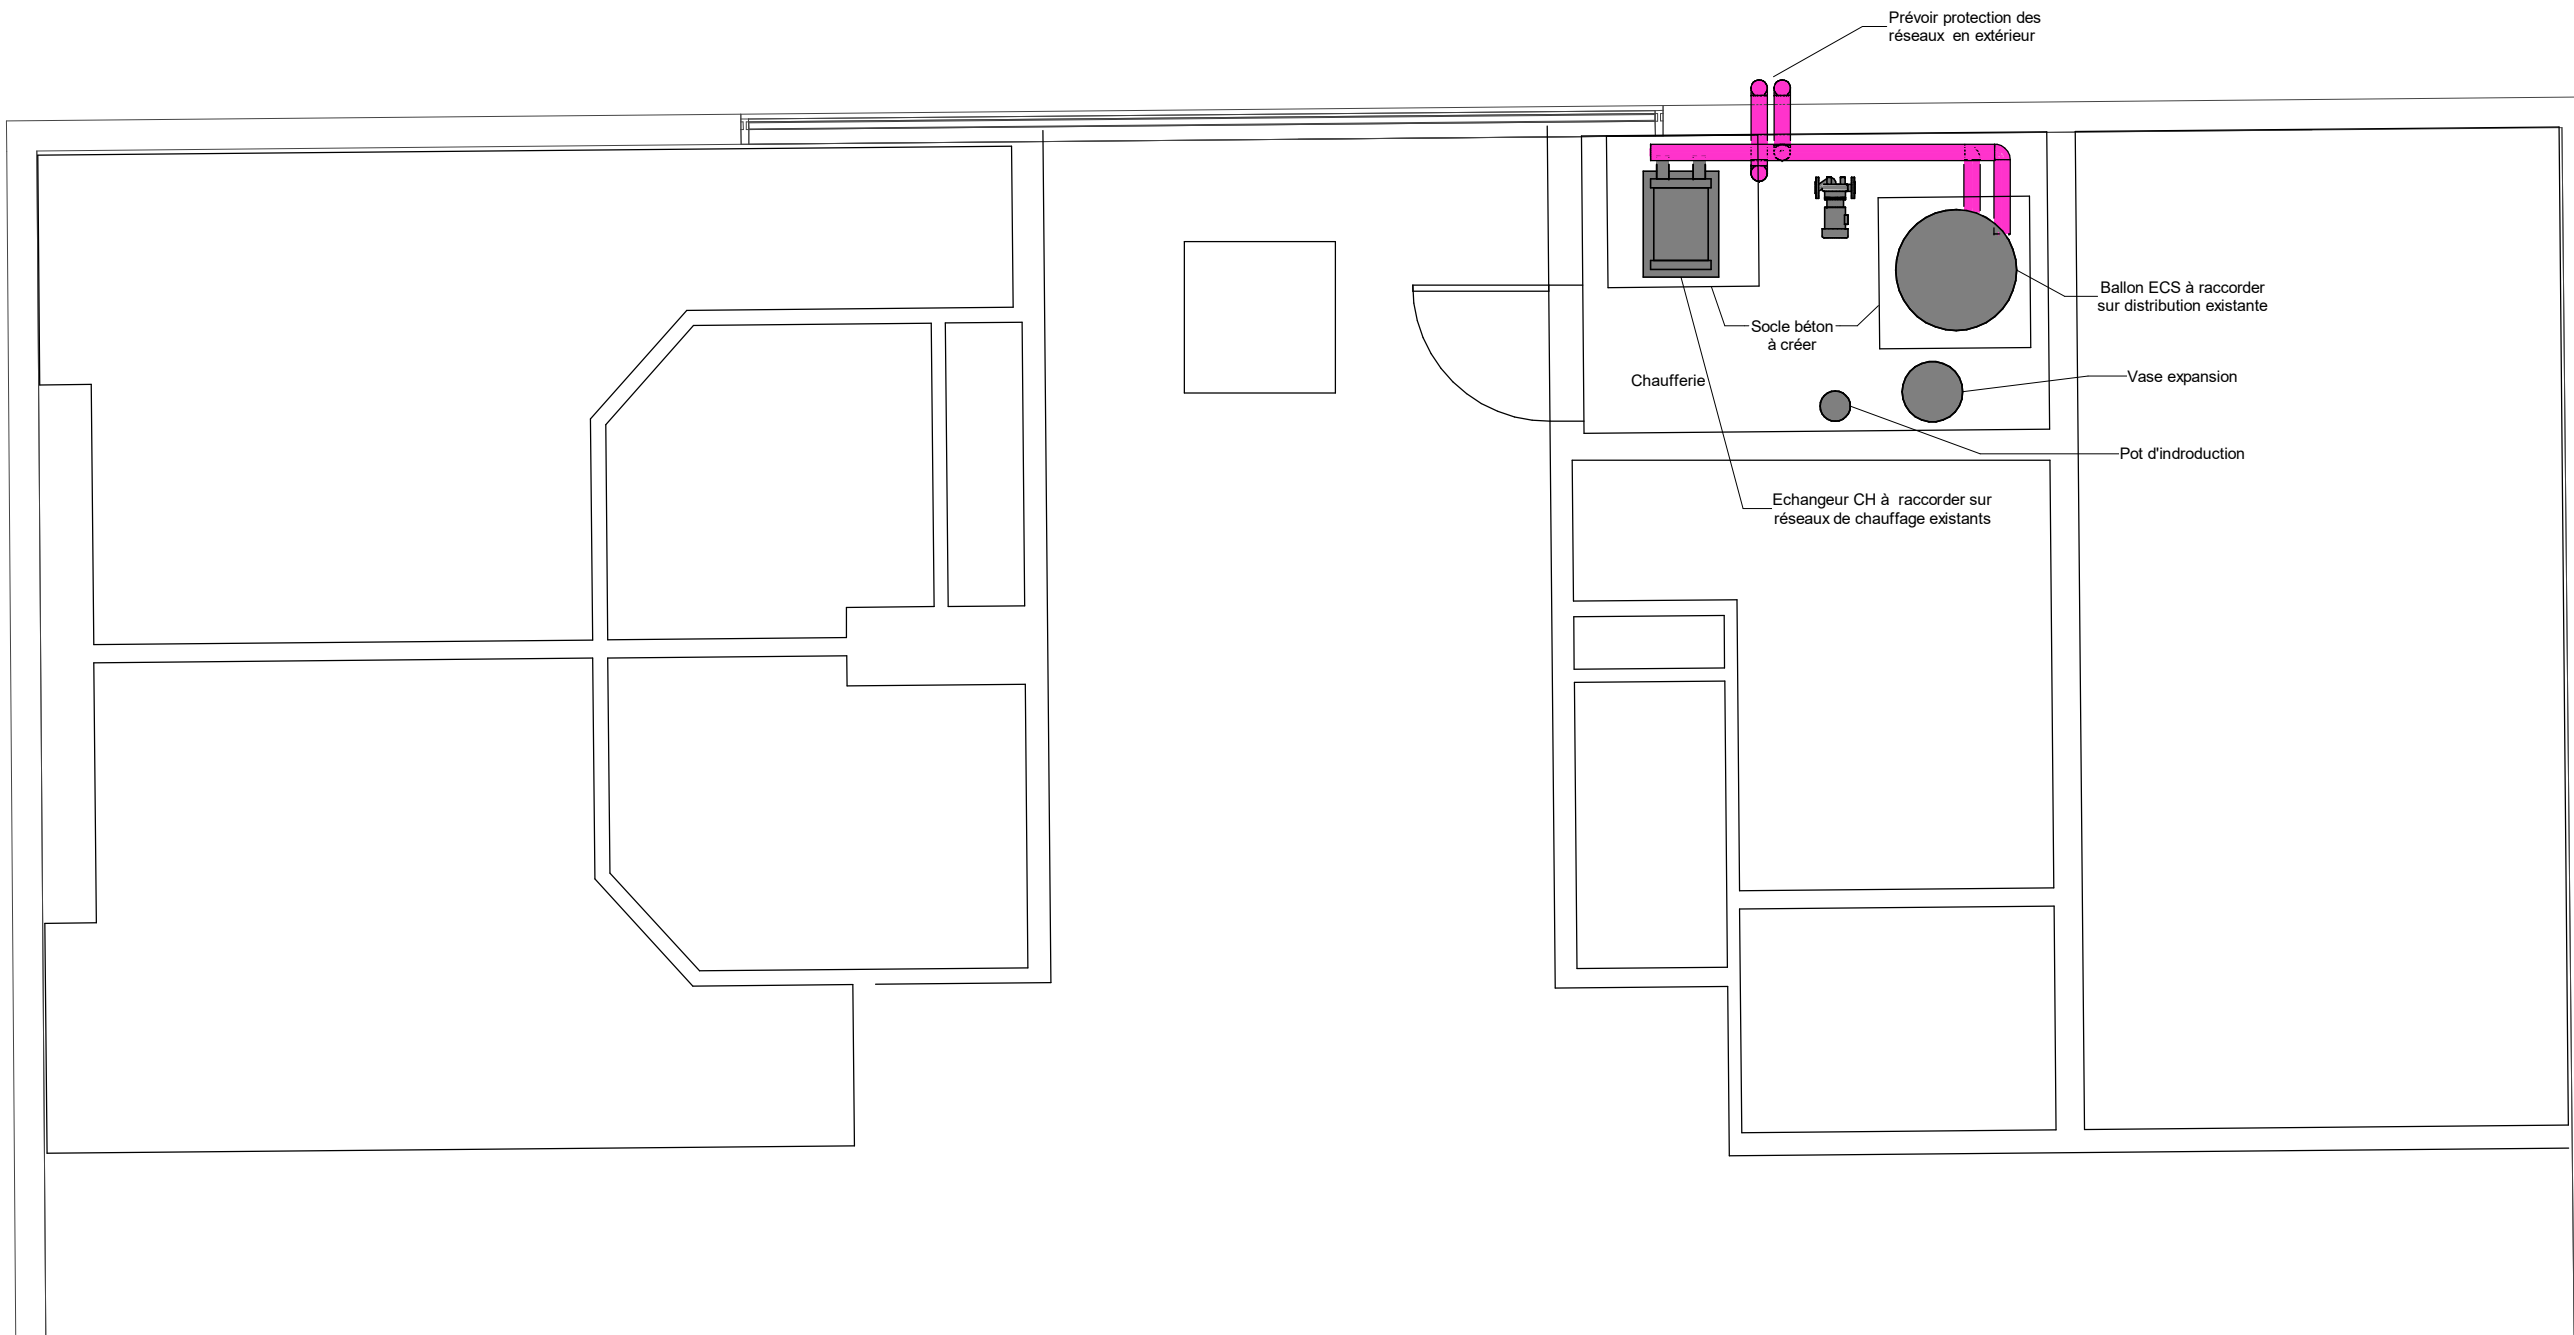 Prévoir protection des
réseaux en extérieur
Ballon ECS à raccorder
sur distribution existante
Socle béton
à créer
Vase expansion
Chaufferie
Pot d'indroduction
Echangeur CH à raccorder sur
réseaux de chauffage existants